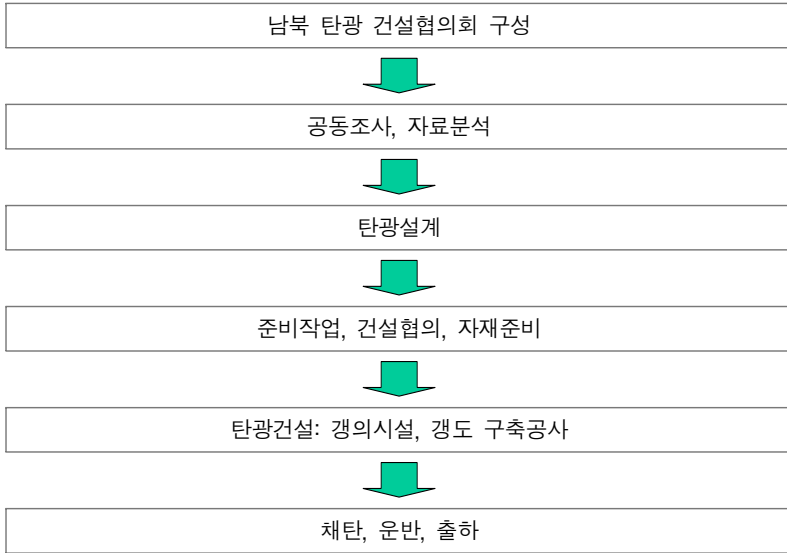 남북 탄광 건설협의회 구성
공동조사, 자료분석
탄광설계
준비작업, 건설협의, 자재준비
탄광건설: 갱의시설, 갱도 구축공사
채탄, 운반, 출하